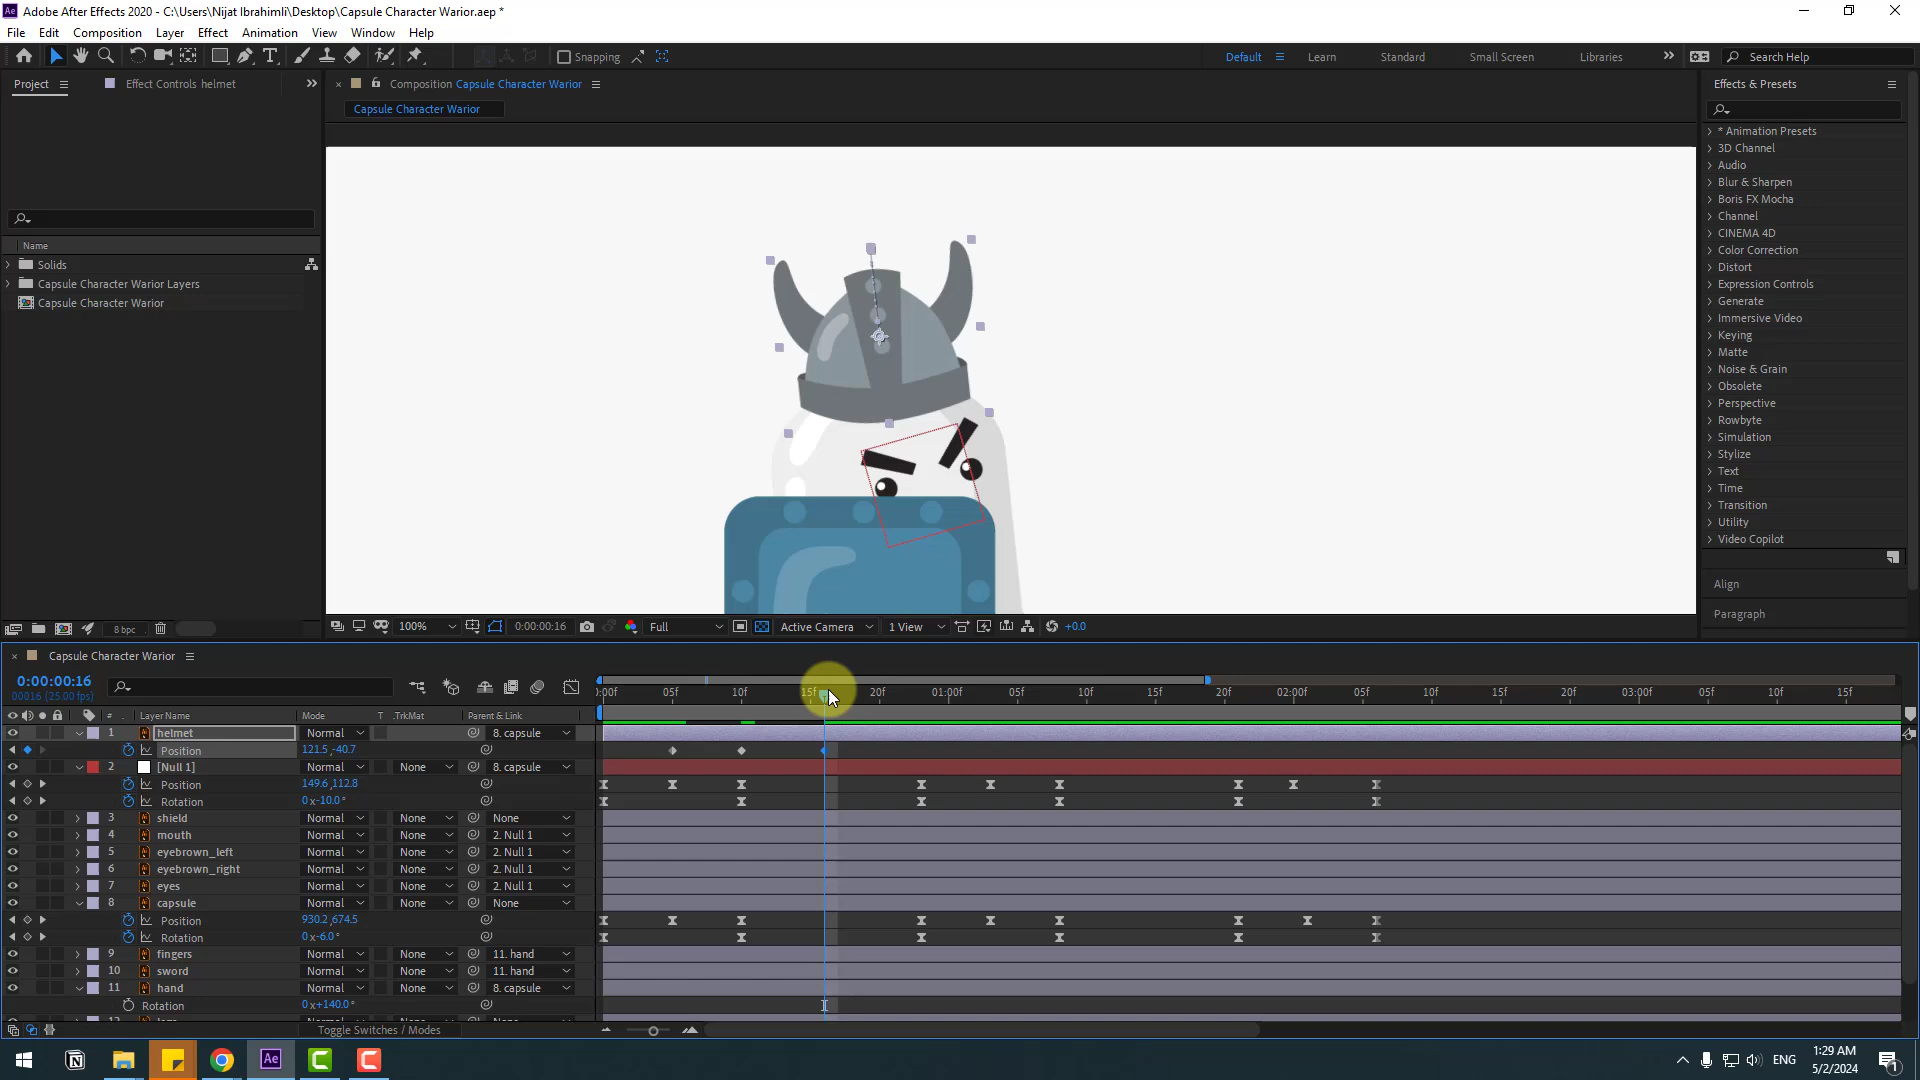 Adobe After Effects 2020 - C:\Users\Nijat Ibrahimli\Desktop\Capsule Character Warior.aep *
File Edit Composition Layer Effect Animation View Window Help
Snapping Default Learn Standard Small Screen Libraries Search Help
Project Effect Controls helmet
Composition Capsule Character Warior
Effects & Presets
Capsule Character Warior
* Animation Presets
3D Channel
Audio
Blur & Sharpen
Boris FX Mocha
Channel
CINEMA 4D
Color Correction
Distort
Expression Controls
Generate
Immersive Video
Keying
Matte
Noise & Grain
Obsolete
Perspective
Rowbyte
Simulation
Stylize
Text
Time
Transition
Utility
Video Copilot
Align
Paragraph
Name
Solids
Capsule Character Warior Layers
Capsule Character Warior
8 bpc
100% 0:00:00:16 Full Active Camera 1 View +0.0
Capsule Character Warior
0:00:00:16
00016 (25.00 fps)
0:00f 05f 10f 15f 20f 01:00f 05f 10f 15f 20f 02:00f 05f 10f 15f 20f 03:00f 05f 10f 15f
# Layer Name Mode T .TrkMat Parent & Link
1 helmet Normal 8. capsule
Position 121.5,-40.7
2 [Null 1] Normal None 8. capsule
Position 149.6,112.8
Rotation 0x-10.0°
3 shield Normal None None
4 mouth Normal None 2. Null 1
5 eyebrown_left Normal None 2. Null 1
6 eyebrown_right Normal None 2. Null 1
7 eyes Normal None 2. Null 1
8 capsule Normal None None
Position 930.2,674.5
Rotation 0x-6.0°
9 fingers Normal None 11. hand
10 sword Normal None 11. hand
11 hand Normal None 8. capsule
Rotation 0x+140.0°
Toggle Switches / Modes
ENG
1:29 AM
5/2/2024
1